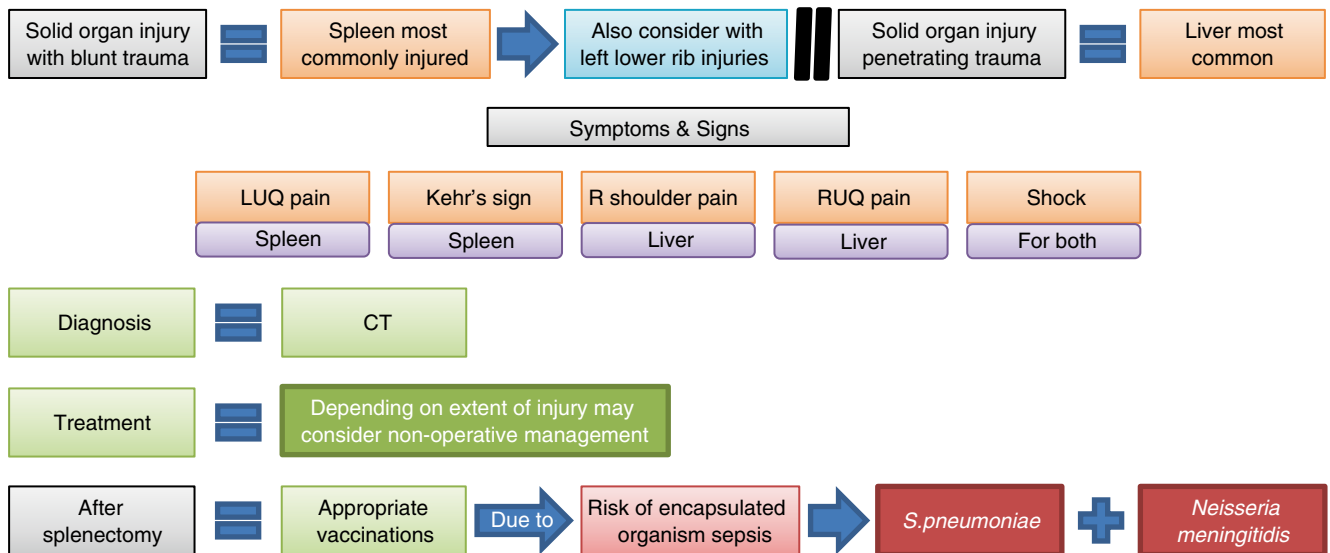 Solid organ injury
with blunt trauma
Spleen most
commonly injured
Also consider with
left lower rib injuries
Solid organ injury
penetrating trauma
Liver most
common
Symptoms & Signs
LUQ pain
Spleen
Kehr's sign
Spleen
R shoulder pain
Liver
RUQ pain
Liver
Shock
For both
Diagnosis
CT
Treatment
Depending on extent of injury may
consider non-operative management
After
splenectomy
Appropriate
vaccinations
Due to
Risk of encapsulated
organism sepsis
S.pneumoniae
Neisseria
meningitidis